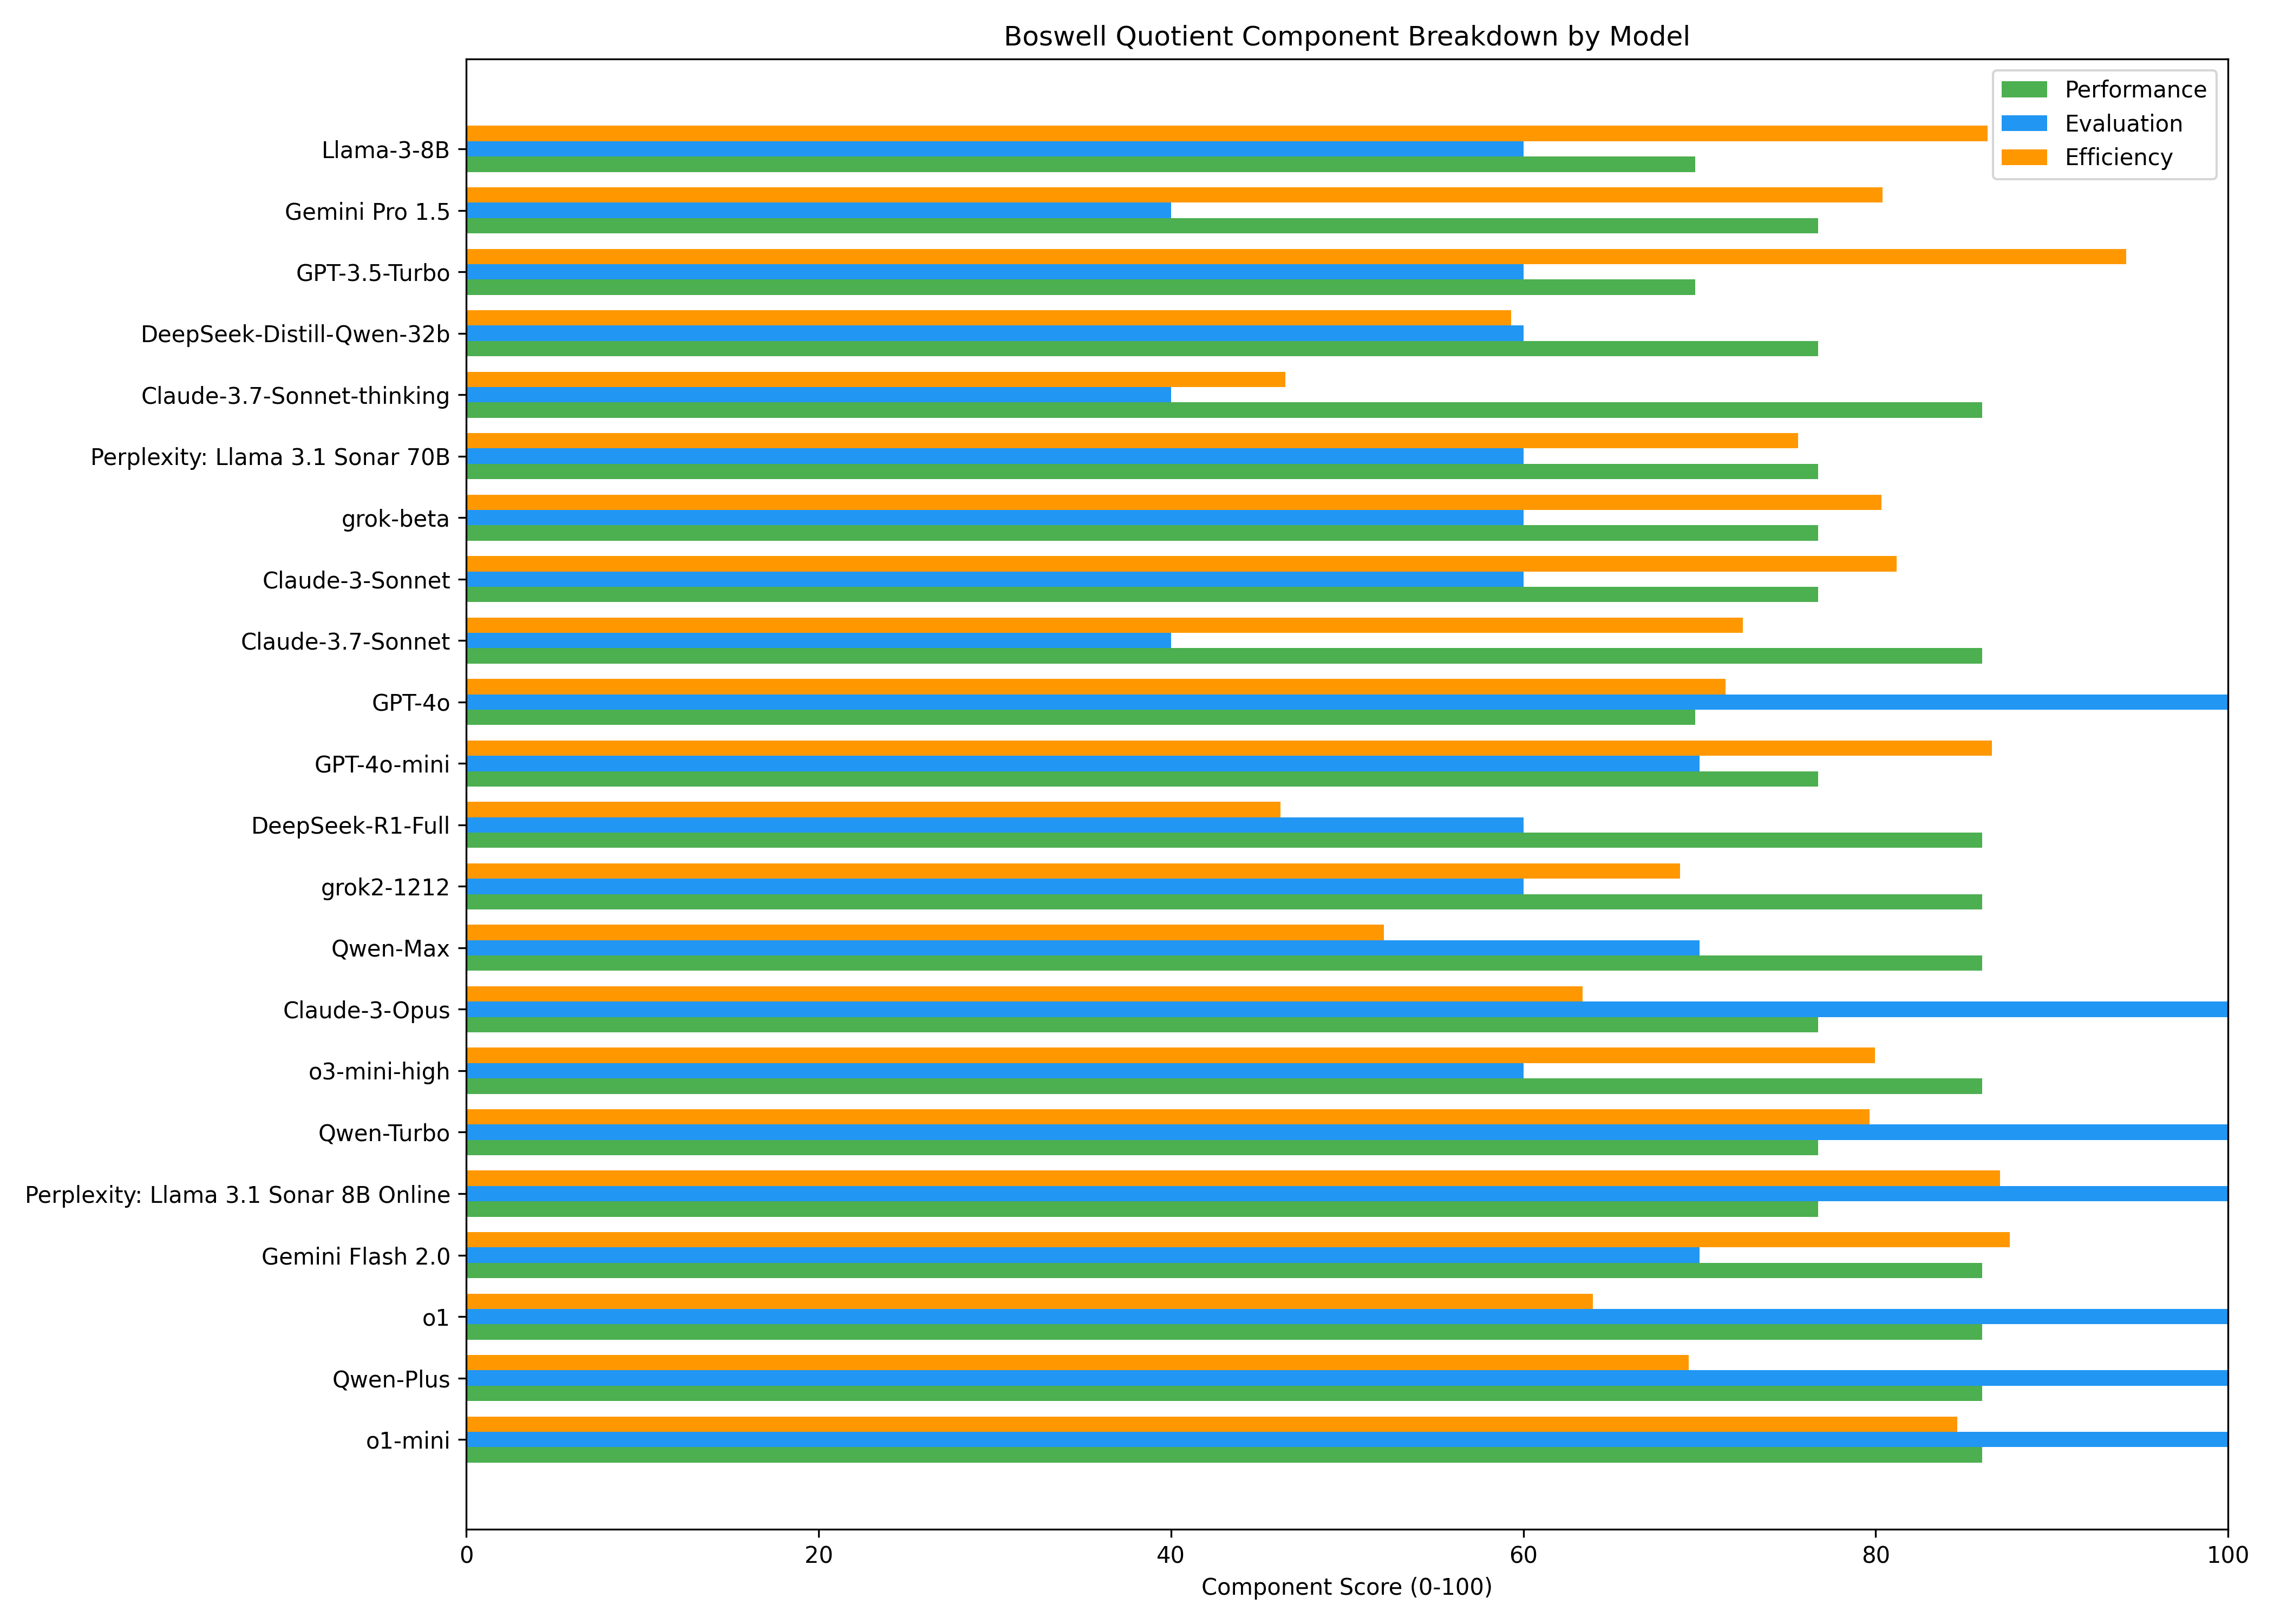 Boswell Quotient Component Breakdown by Model
Performance
Evaluation
Efficiency
Llama-3-8B
Gemini Pro 1.5
GPT-3.5-Turbo
DeepSeek-Distill-Qwen-32b
Claude-3.7-Sonnet-thinking
Perplexity: Llama 3.1 Sonar 70B
grok-beta
Claude-3-Sonnet
Claude-3.7-Sonnet
GPT-4o
GPT-4o-mini
DeepSeek-R1-Full
grok2-1212
Qwen-Max
Claude-3-Opus
o3-mini-high
Qwen-Turbo
Perplexity: Llama 3.1 Sonar 8B Online
Gemini Flash 2.0
o1
Qwen-Plus
o1-mini
0 20 40 60 80 100
Component Score (0-100)